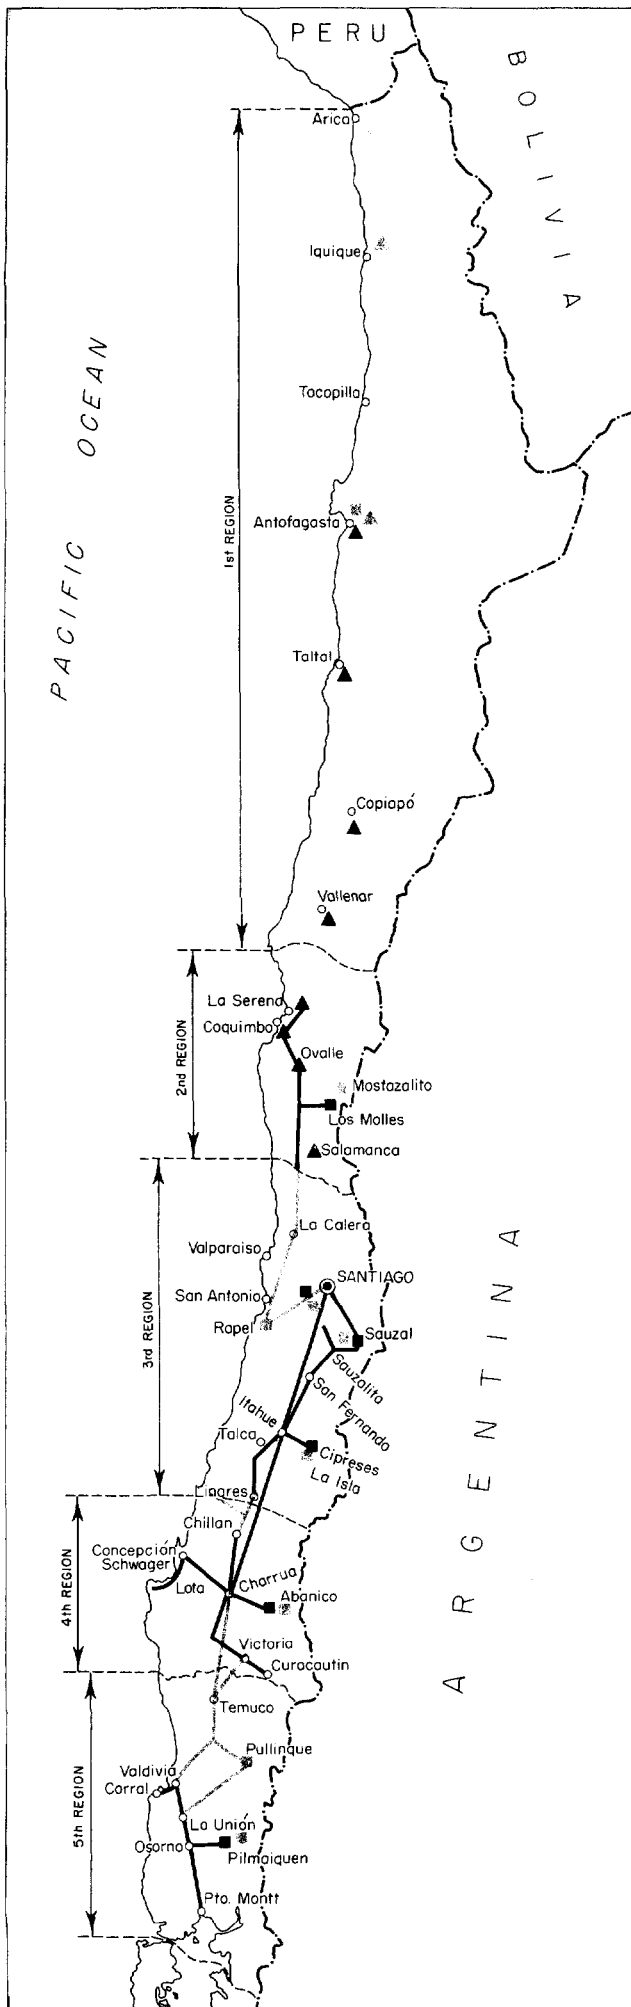 PERU
BOLIVIA
Arica
Iquique
PACIFIC OCEAN
Tocopilla
1st REGION
Antofagasta
Taltal
Copiapó
Vallenar
2nd REGION
La Serena
Coquimbo
Ovalle
Mostazalito
Los Molles
Salamanca
3rd REGION
La Calera
Valparaiso
SANTIAGO
San Antonio
Rapel
Sauzal
Sauzalita
San Fernando
Itahue
Talca
Cipreses
La Isla
ARGENTINA
Linares
4th REGION
Chillan
Concepción
Schwager
Lota
Charrua
Abanico
Victoria
Curacautin
5th REGION
Temuco
Pullinque
Valdivia
Corral
La Unión
Osorno
Pilmaiquen
Pto. Montt